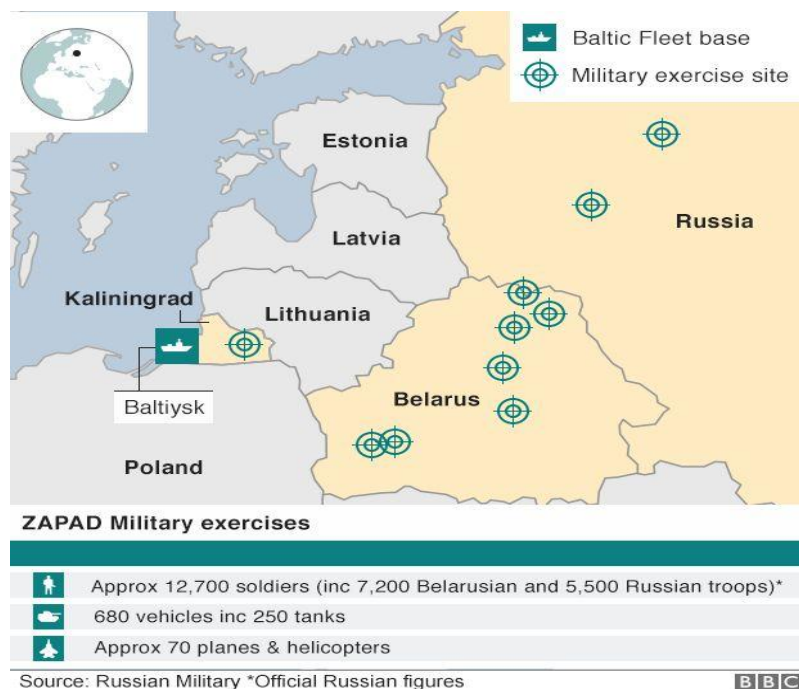 Baltic Fleet base
Military exercise site
Estonia
Russia
Latvia
Kaliningrad
Lithuania
Belarus
Baltiysk
Poland
ZAPAD Military exercises
Approx 12,700 soldiers (inc 7,200 Belarusian and 5,500 Russian troops)*
680 vehicles inc 250 tanks
Approx 70 planes & helicopters
Source: Russian Military *Official Russian figures
BBC